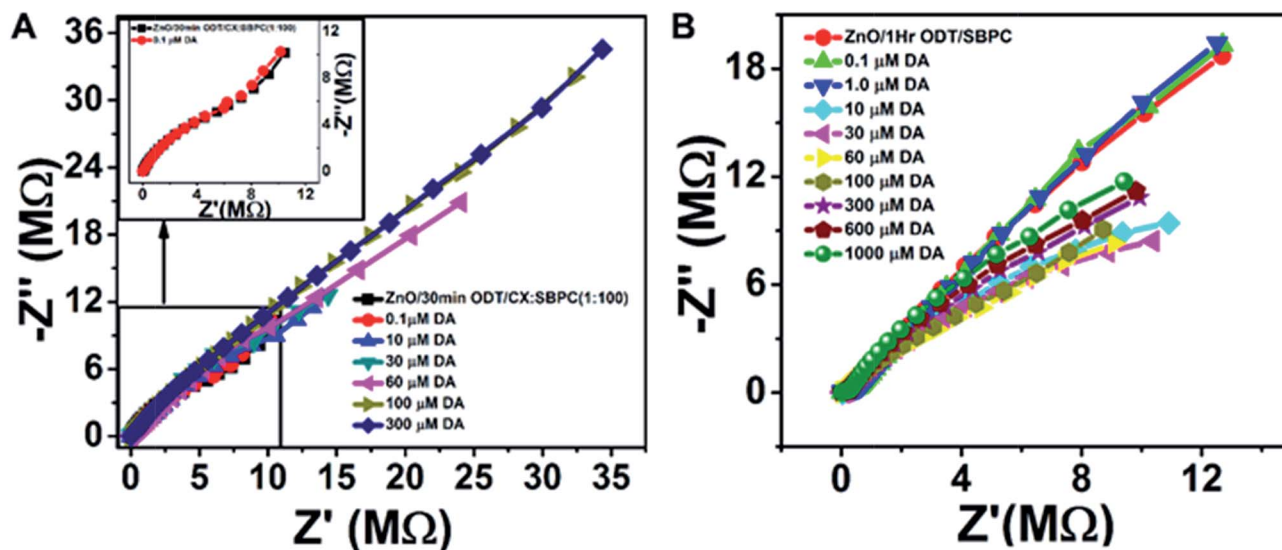 A
ZnO/30min ODT/CX:SBPC(1:100)
0.1 μM DA
12
8
4
0
-Z''(MΩ)
0 4 8 12
Z'(MΩ)
36
30
24
18
12
6
0
-Z'' (MΩ)
ZnO/30min ODT/CX:SBPC(1:100)
0.1μM DA
10 μM DA
30 μM DA
60 μM DA
100 μM DA
300 μM DA
0 5 10 15 20 25 30 35
Z' (MΩ)
B
ZnO/1Hr ODT/SBPC
0.1 μM DA
1.0 μM DA
10 μM DA
30 μM DA
60 μM DA
100 μM DA
300 μM DA
600 μM DA
1000 μM DA
18
12
6
0
-Z'' (MΩ)
0 4 8 12
Z'(MΩ)